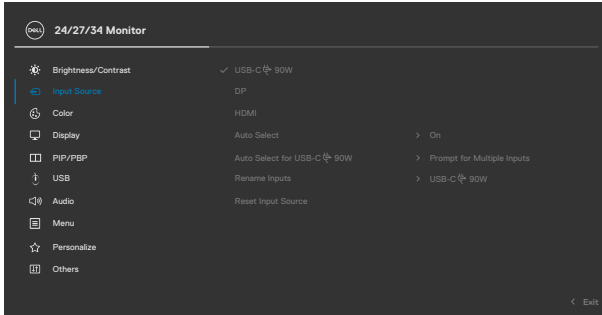 DELL 24/27/34 Monitor
Brightness/Contrast USB-C 90W
Input Source DP
Color HDMI
Display Auto Select On
PIP/PBP Auto Select for USB-C 90W Prompt for Multiple Inputs
USB Rename Inputs USB-C 90W
Audio Reset Input Source
Menu
Personalize
Others
Exit